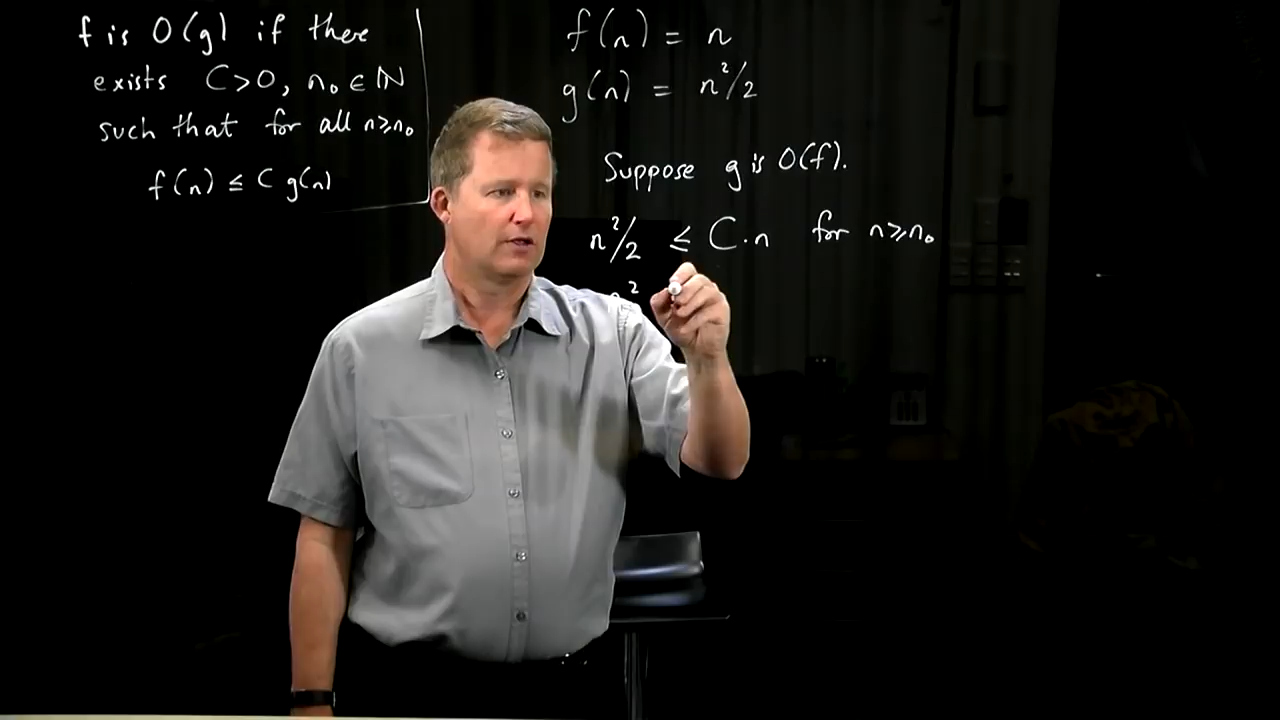 f is O(g) if there
exists C>0, n₀ ∈ ℕ
such that for all n≥n₀
f(n) ≤ C g(n)
f(n) = n
g(n) = n²/2
Suppose g is O(f).
n²/2 ≤ C·n for n≥n₀
n²